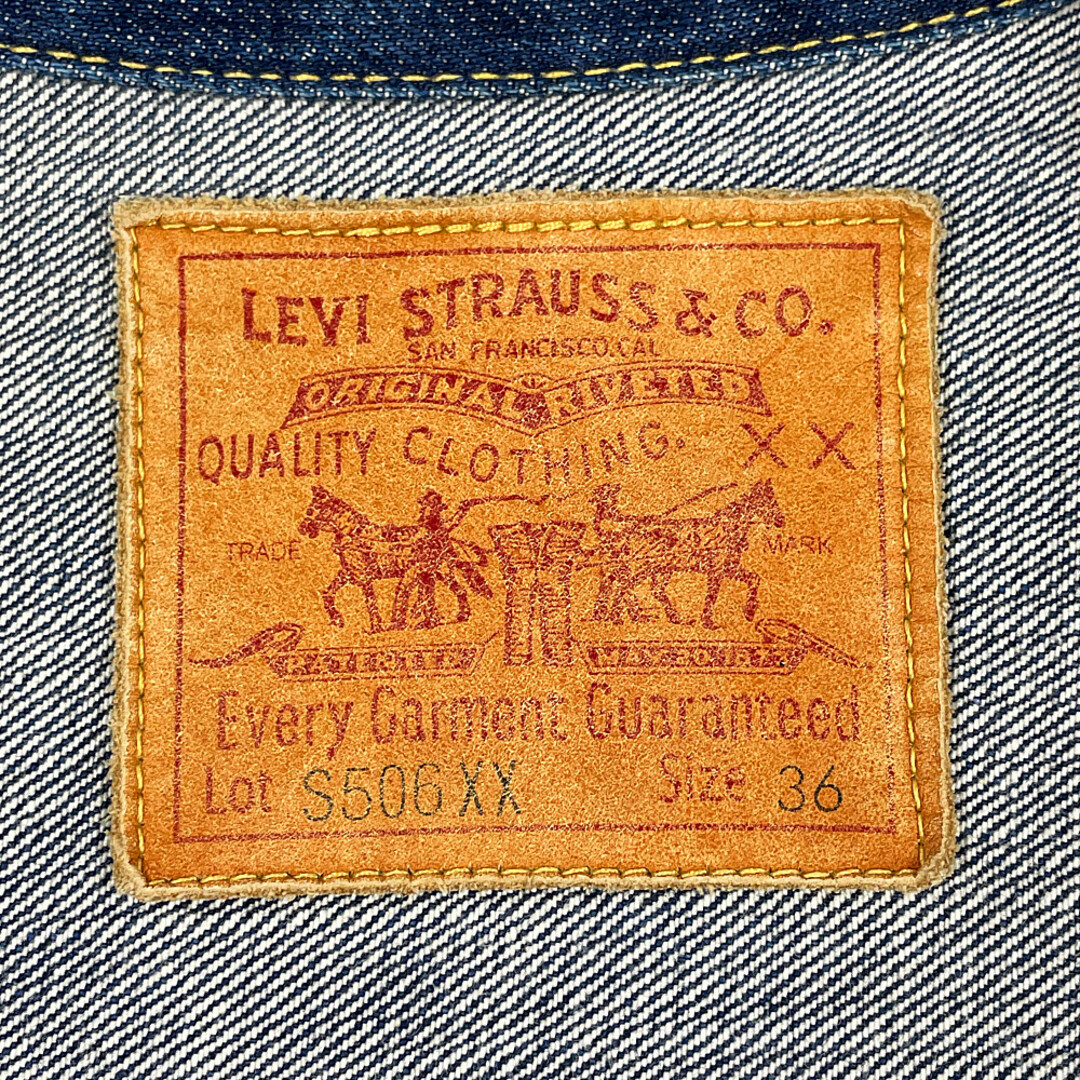 LEVI STRAUSS & CO.
SAN FRANCISCO.CAL
ORIGINAL RIVETED
QUALITY CLOTHING. XX
TRADE MARK
Every Garment Guaranteed
Lot S506XX Size 36